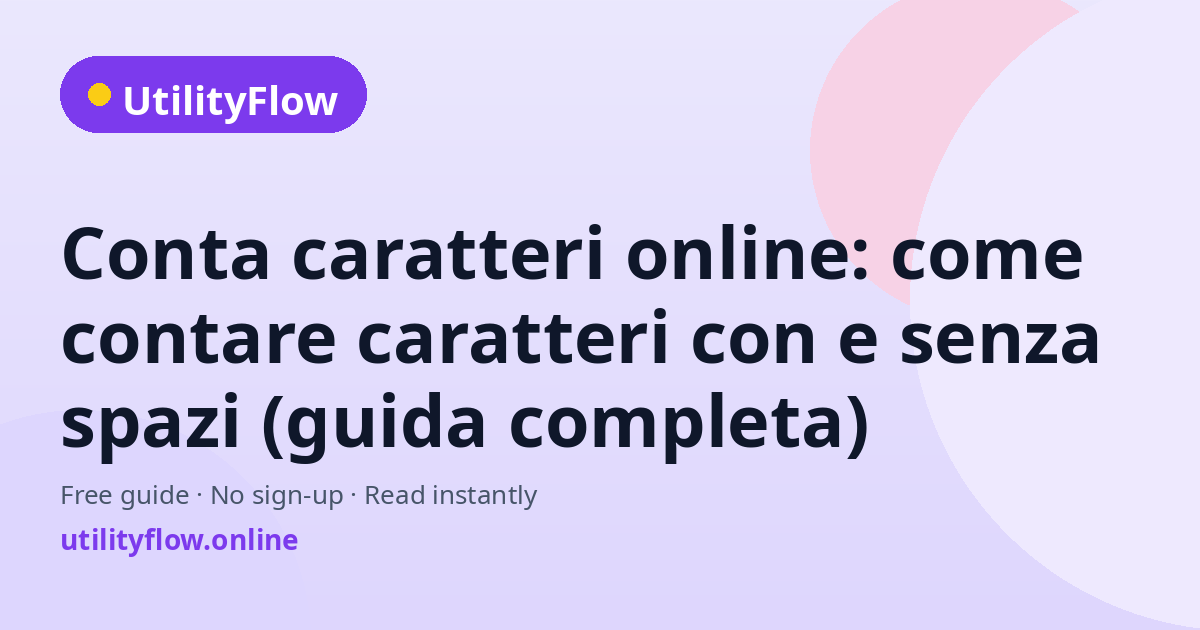 UtilityFlow
Conta caratteri online: come
contare caratteri con e senza
spazi (guida completa)
Free guide · No sign-up · Read instantly
utilityflow.online